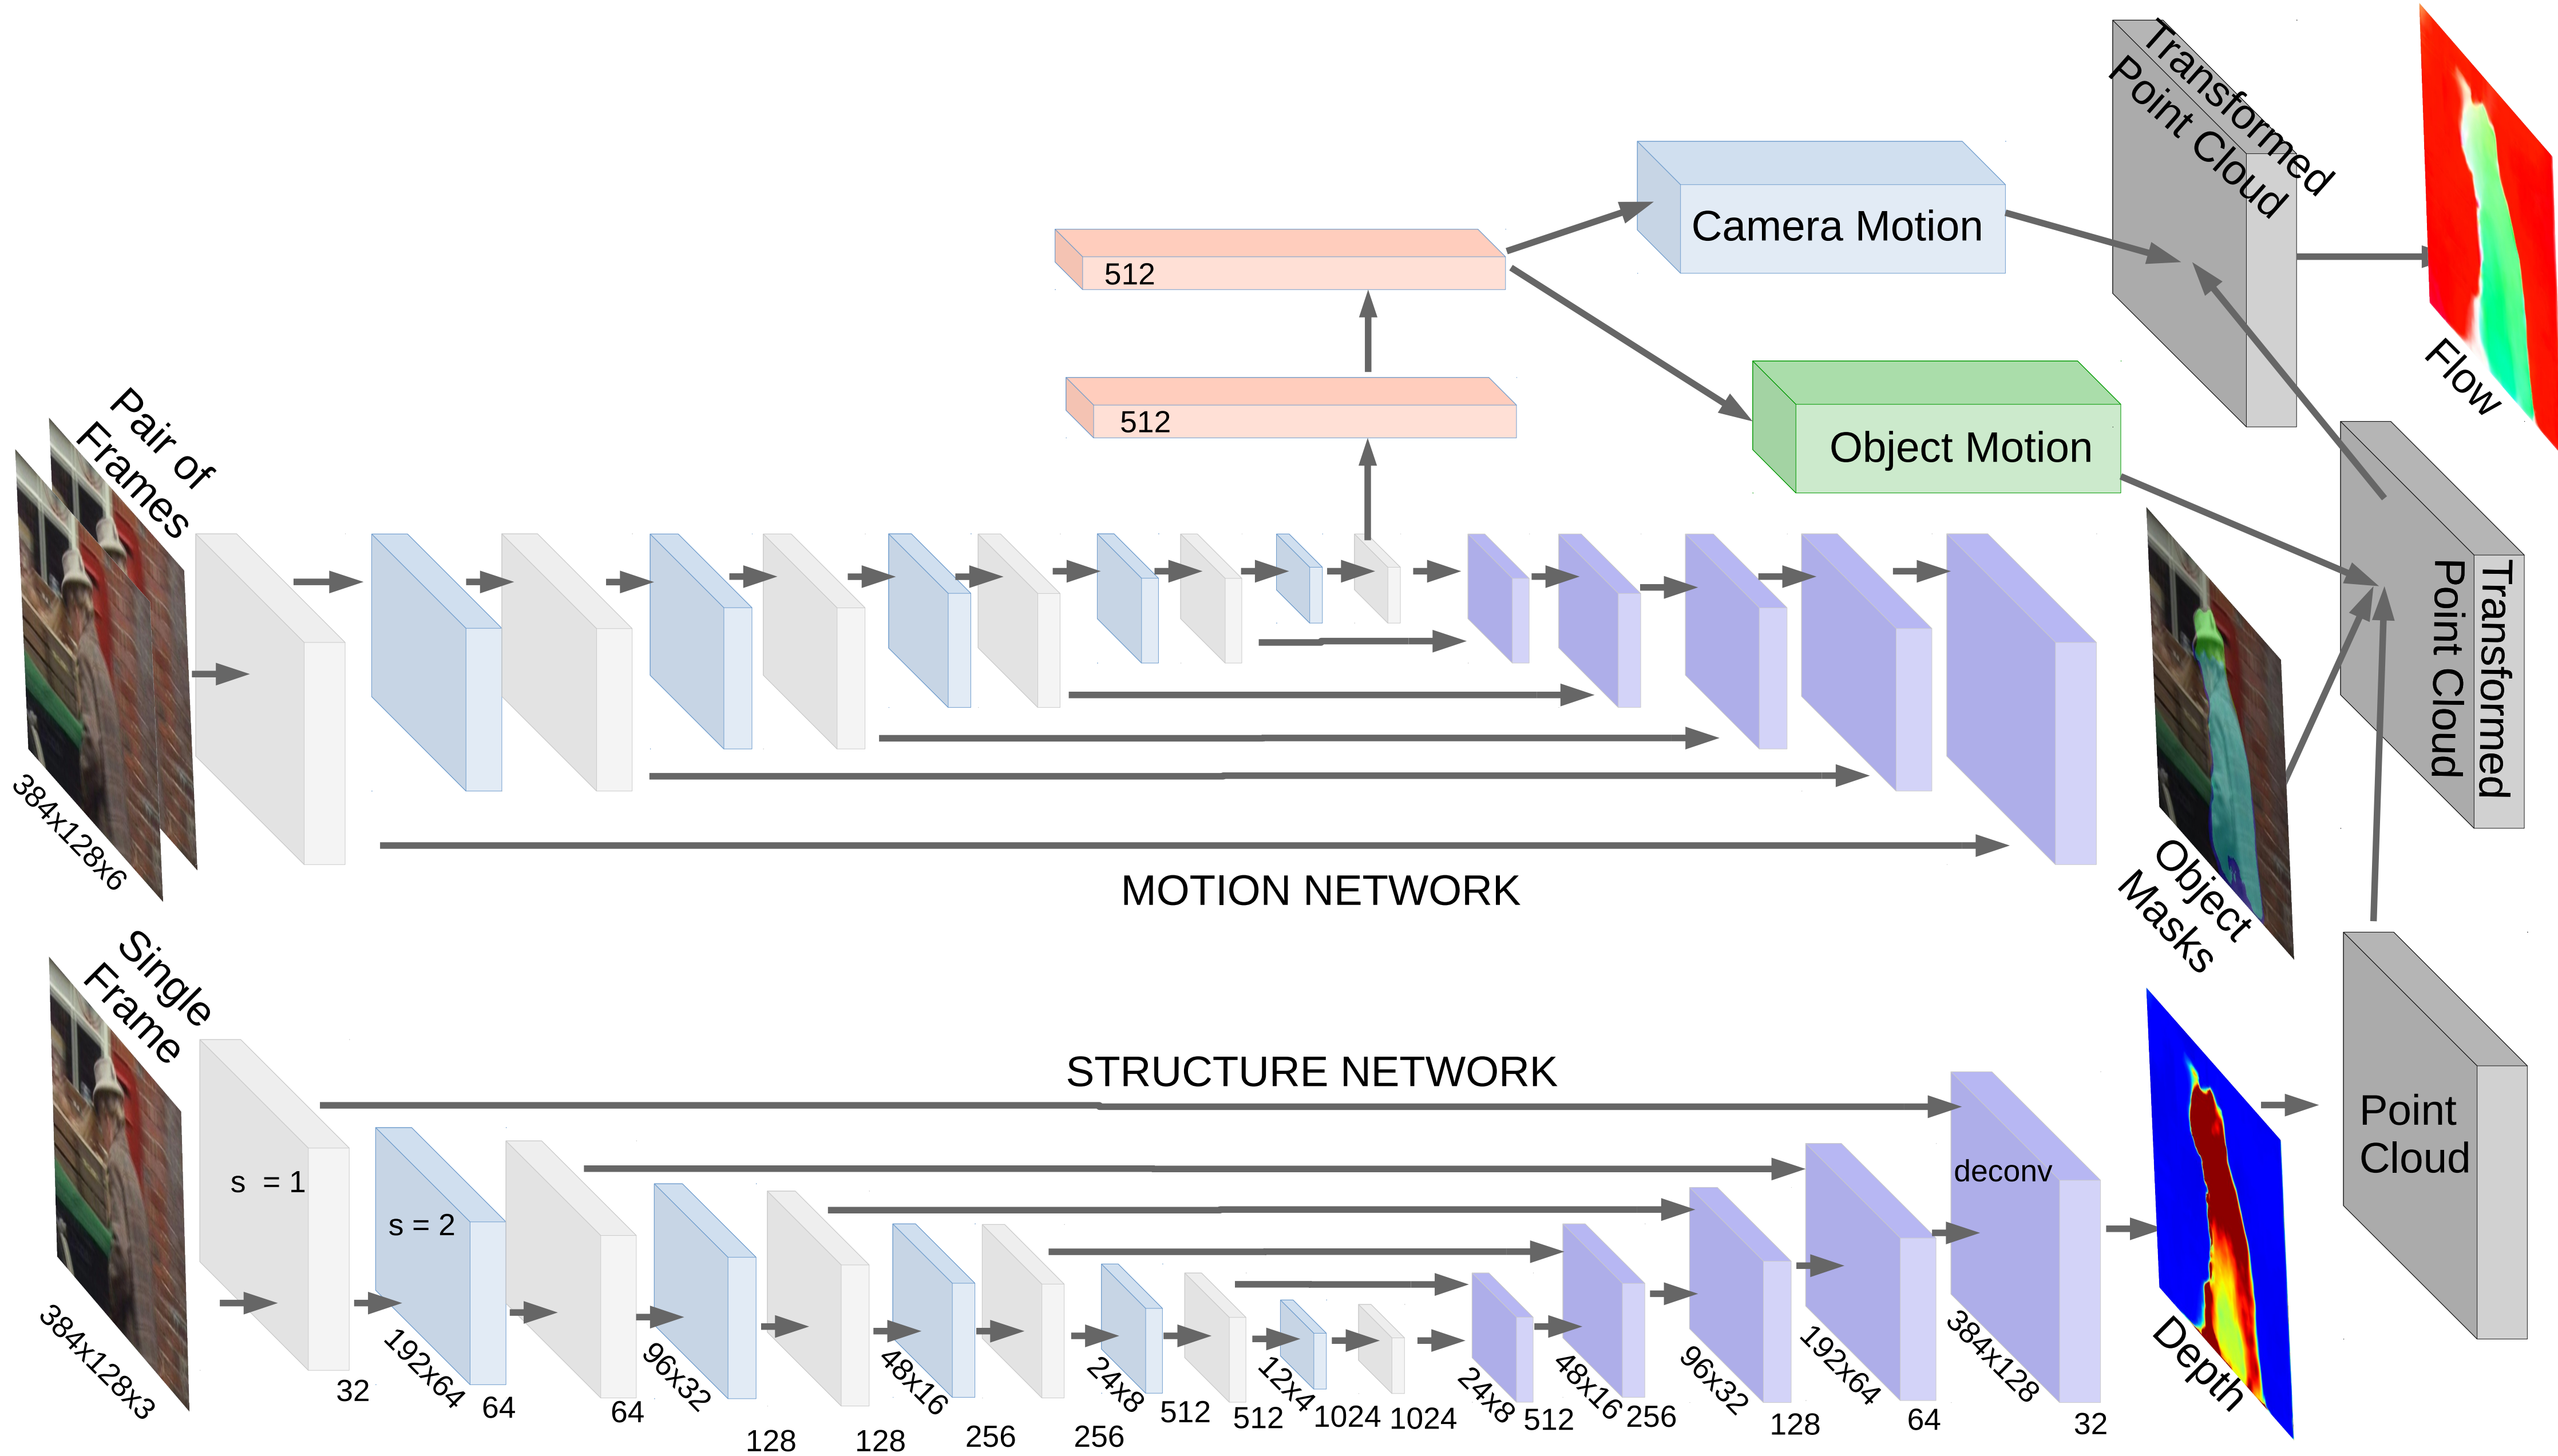 Transformed
Point Cloud
Camera Motion
512
Flow
512
Object Motion
Pair of
Frames
Transformed
Point Cloud
384x128x6
MOTION NETWORK
Object
Masks
Single
Frame
STRUCTURE NETWORK
Point
Cloud
s = 1
s = 2
deconv
384x128x3
32
192x64
64
64
96x32
128
128
48x16
256
256
24x8
512
512
12x4
1024
1024
24x8
512
48x16
256
96x32
128
192x64
64
384x128
32
Depth